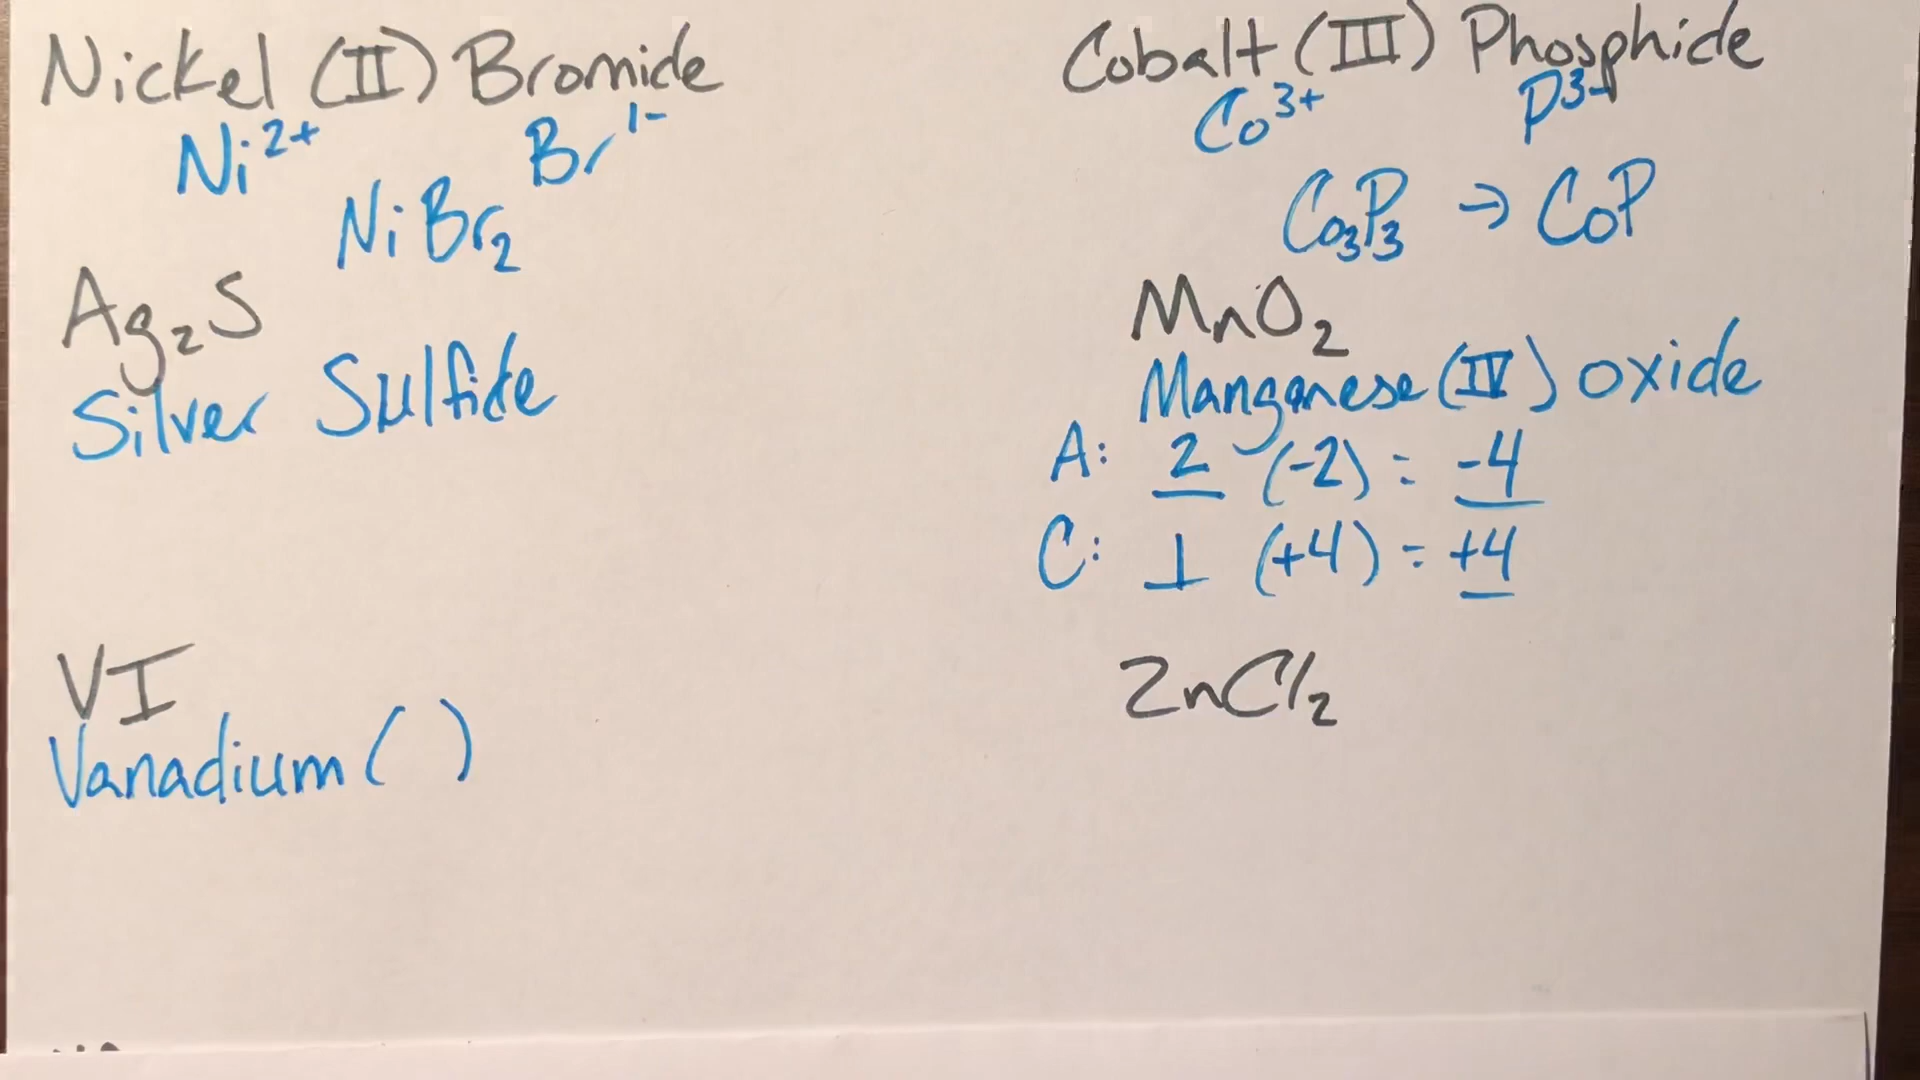 Nickel (II) Bromide
Ni²⁺ Br¹⁻
NiBr₂
Ag₂S
Silver Sulfide
VI
Vanadium ( )
Cobalt (III) Phosphide
Co³⁺ P³⁻
Co₃P₃ → CoP
MnO₂
Manganese (IV) oxide
A: 2 (-2) = -4
C: 1 (+4) = +4
ZnCl₂